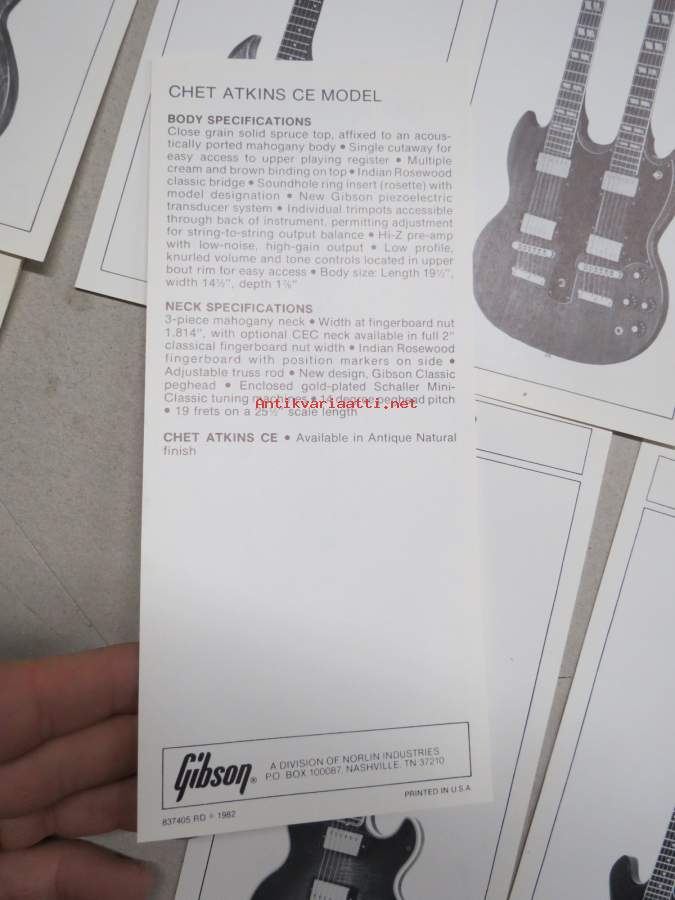 CHET ATKINS CE MODEL
BODY SPECIFICATIONS
Close grain solid spruce top, affixed to an acous-
tically ported mahogany body • Single cutaway for
easy access to upper playing register • Multiple
cream and brown binding on top • Indian Rosewood
classic bridge • Soundhole ring insert (rosette) with
model designation • New Gibson piezoelectric
transducer system • Individual trimpots accessible
through back of instrument, permitting adjustment
for string-to-string output balance • Hi-Z pre-amp
with low-noise, high-gain output • Low profile,
knurled volume and tone controls located in upper
bout rim for easy access • Body size: Length 19½",
width 14½", depth 1⅞"
NECK SPECIFICATIONS
3-piece mahogany neck • Width at fingerboard nut
1.814", with optional CEC neck available in full 2"
classical fingerboard nut width • Indian Rosewood
fingerboard with position markers on side •
Adjustable truss rod • New design, Gibson Classic
peghead • Enclosed gold-plated Schaller Mini-
Classic tuning machines • 14 degree peghead pitch
Antikvariaatti.net
• 19 frets on a 25½" scale length
CHET ATKINS CE • Available in Antique Natural
finish
Gibson®
A DIVISION OF NORLIN INDUSTRIES
P.O. BOX 100087, NASHVILLE, TN 37210
837405 RD © 1982
PRINTED IN U.S.A.